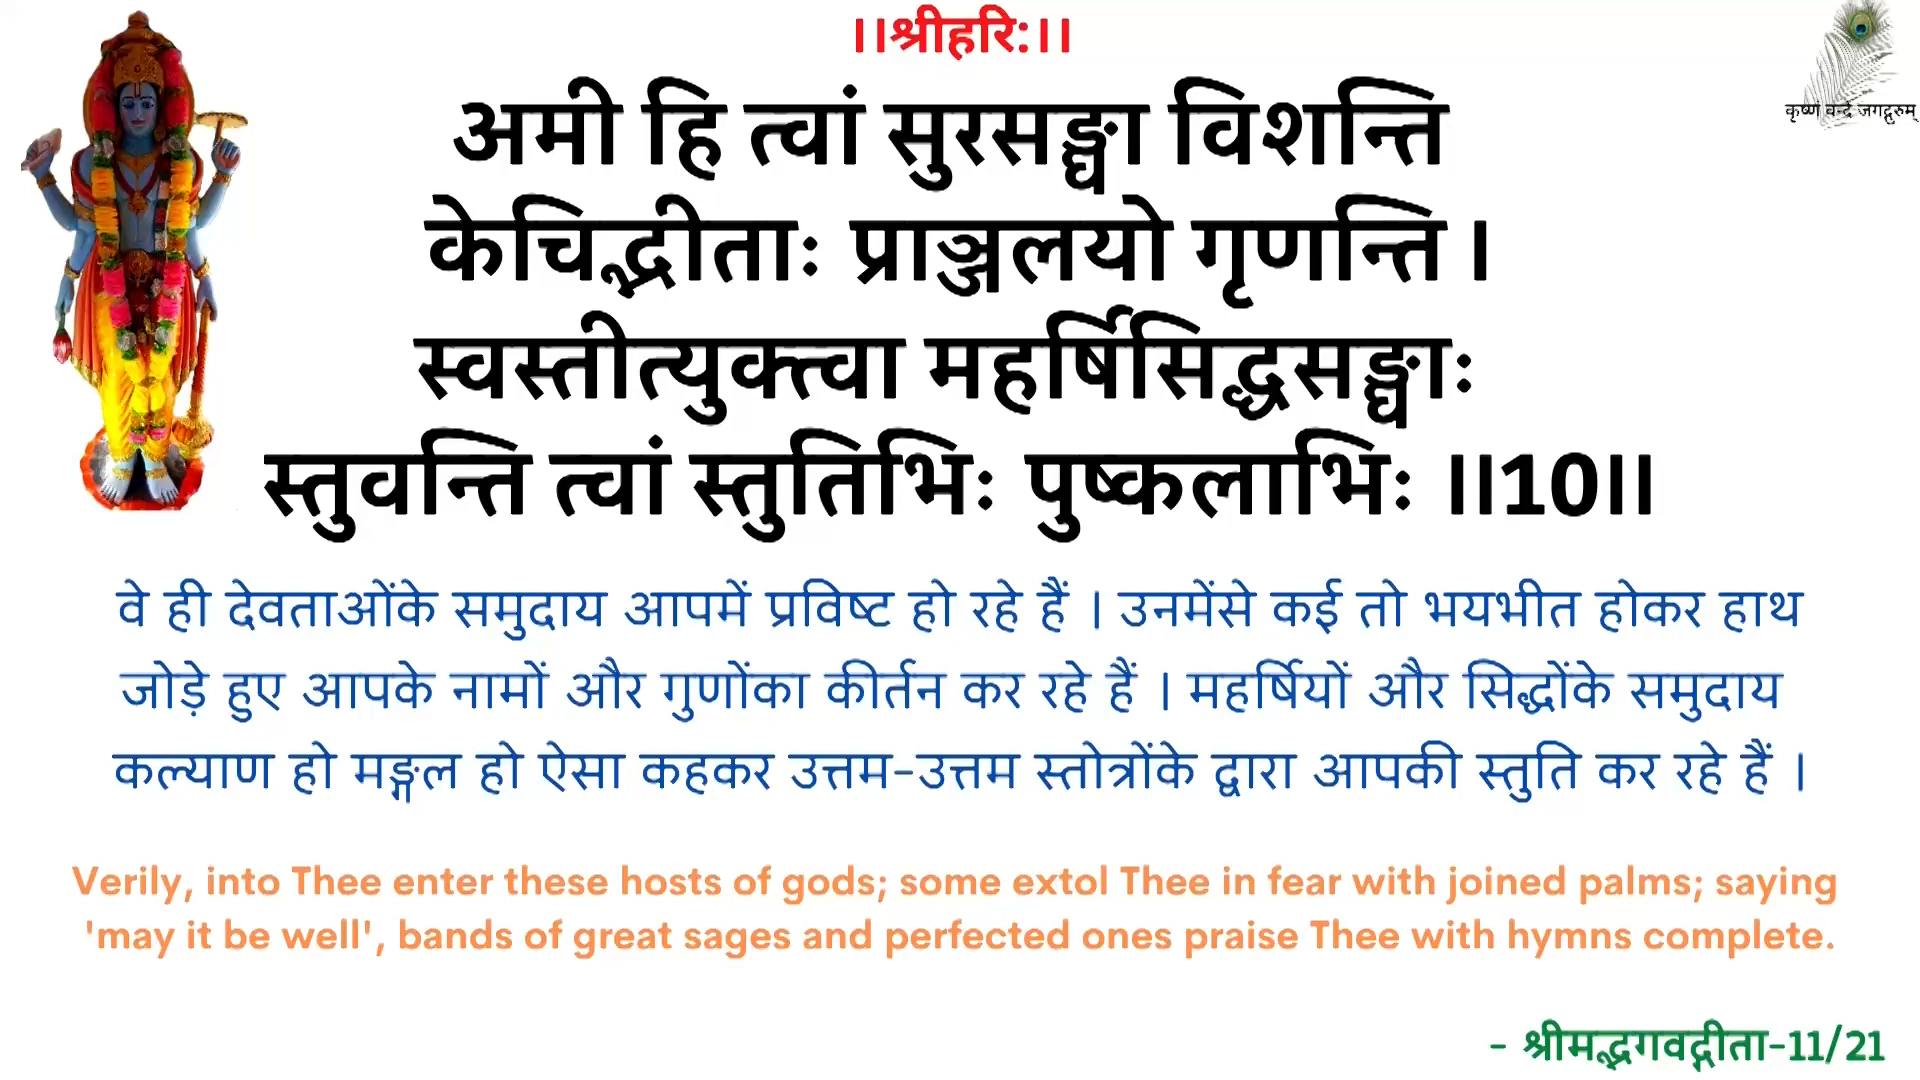 ।।श्रीहरि:।।
कृष्णं वन्दे जगद्गुरुम्
अमी हि त्वां सुरसङ्घा विशन्ति
केचिद्भीताः प्राञ्जलयो गृणन्ति ।
स्वस्तीत्युक्त्वा महर्षिसिद्धसङ्घाः
स्तुवन्ति त्वां स्तुतिभिः पुष्कलाभिः ॥10॥
वे ही देवताओंके समुदाय आपमें प्रविष्ट हो रहे हैं । उनमेंसे कई तो भयभीत होकर हाथ
जोड़े हुए आपके नामों और गुणोंका कीर्तन कर रहे हैं । महर्षियों और सिद्धोंके समुदाय
कल्याण हो मङ्गल हो ऐसा कहकर उत्तम-उत्तम स्तोत्रोंके द्वारा आपकी स्तुति कर रहे हैं ।
Verily, into Thee enter these hosts of gods; some extol Thee in fear with joined palms; saying
'may it be well', bands of great sages and perfected ones praise Thee with hymns complete.
- श्रीमद्भगवद्गीता-11/21